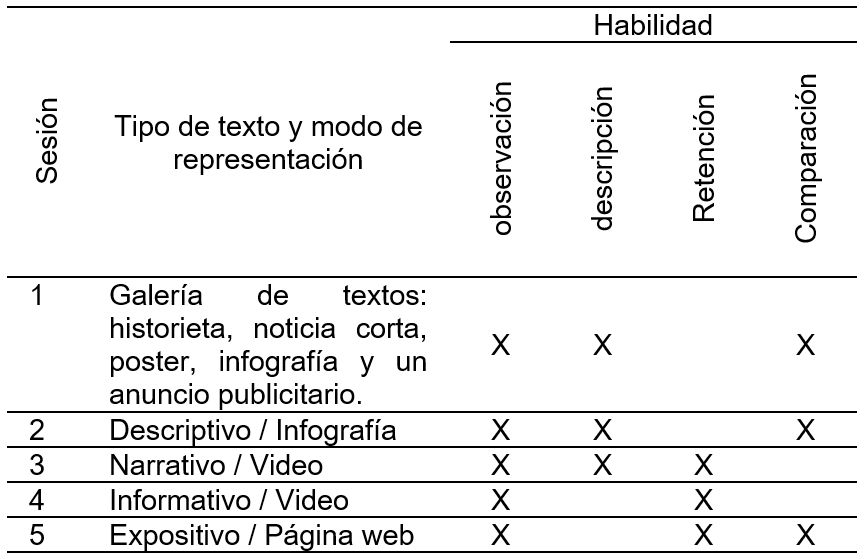 Habilidad
Sesión
Tipo de texto y modo de
representación
observación
descripción
Retención
Comparación
1 Galería de textos:
historieta, noticia corta,
poster, infografía y un
anuncio publicitario.
X X X
2 Descriptivo / Infografía X X X
3 Narrativo / Video X X X
4 Informativo / Video X X
5 Expositivo / Página web X X X